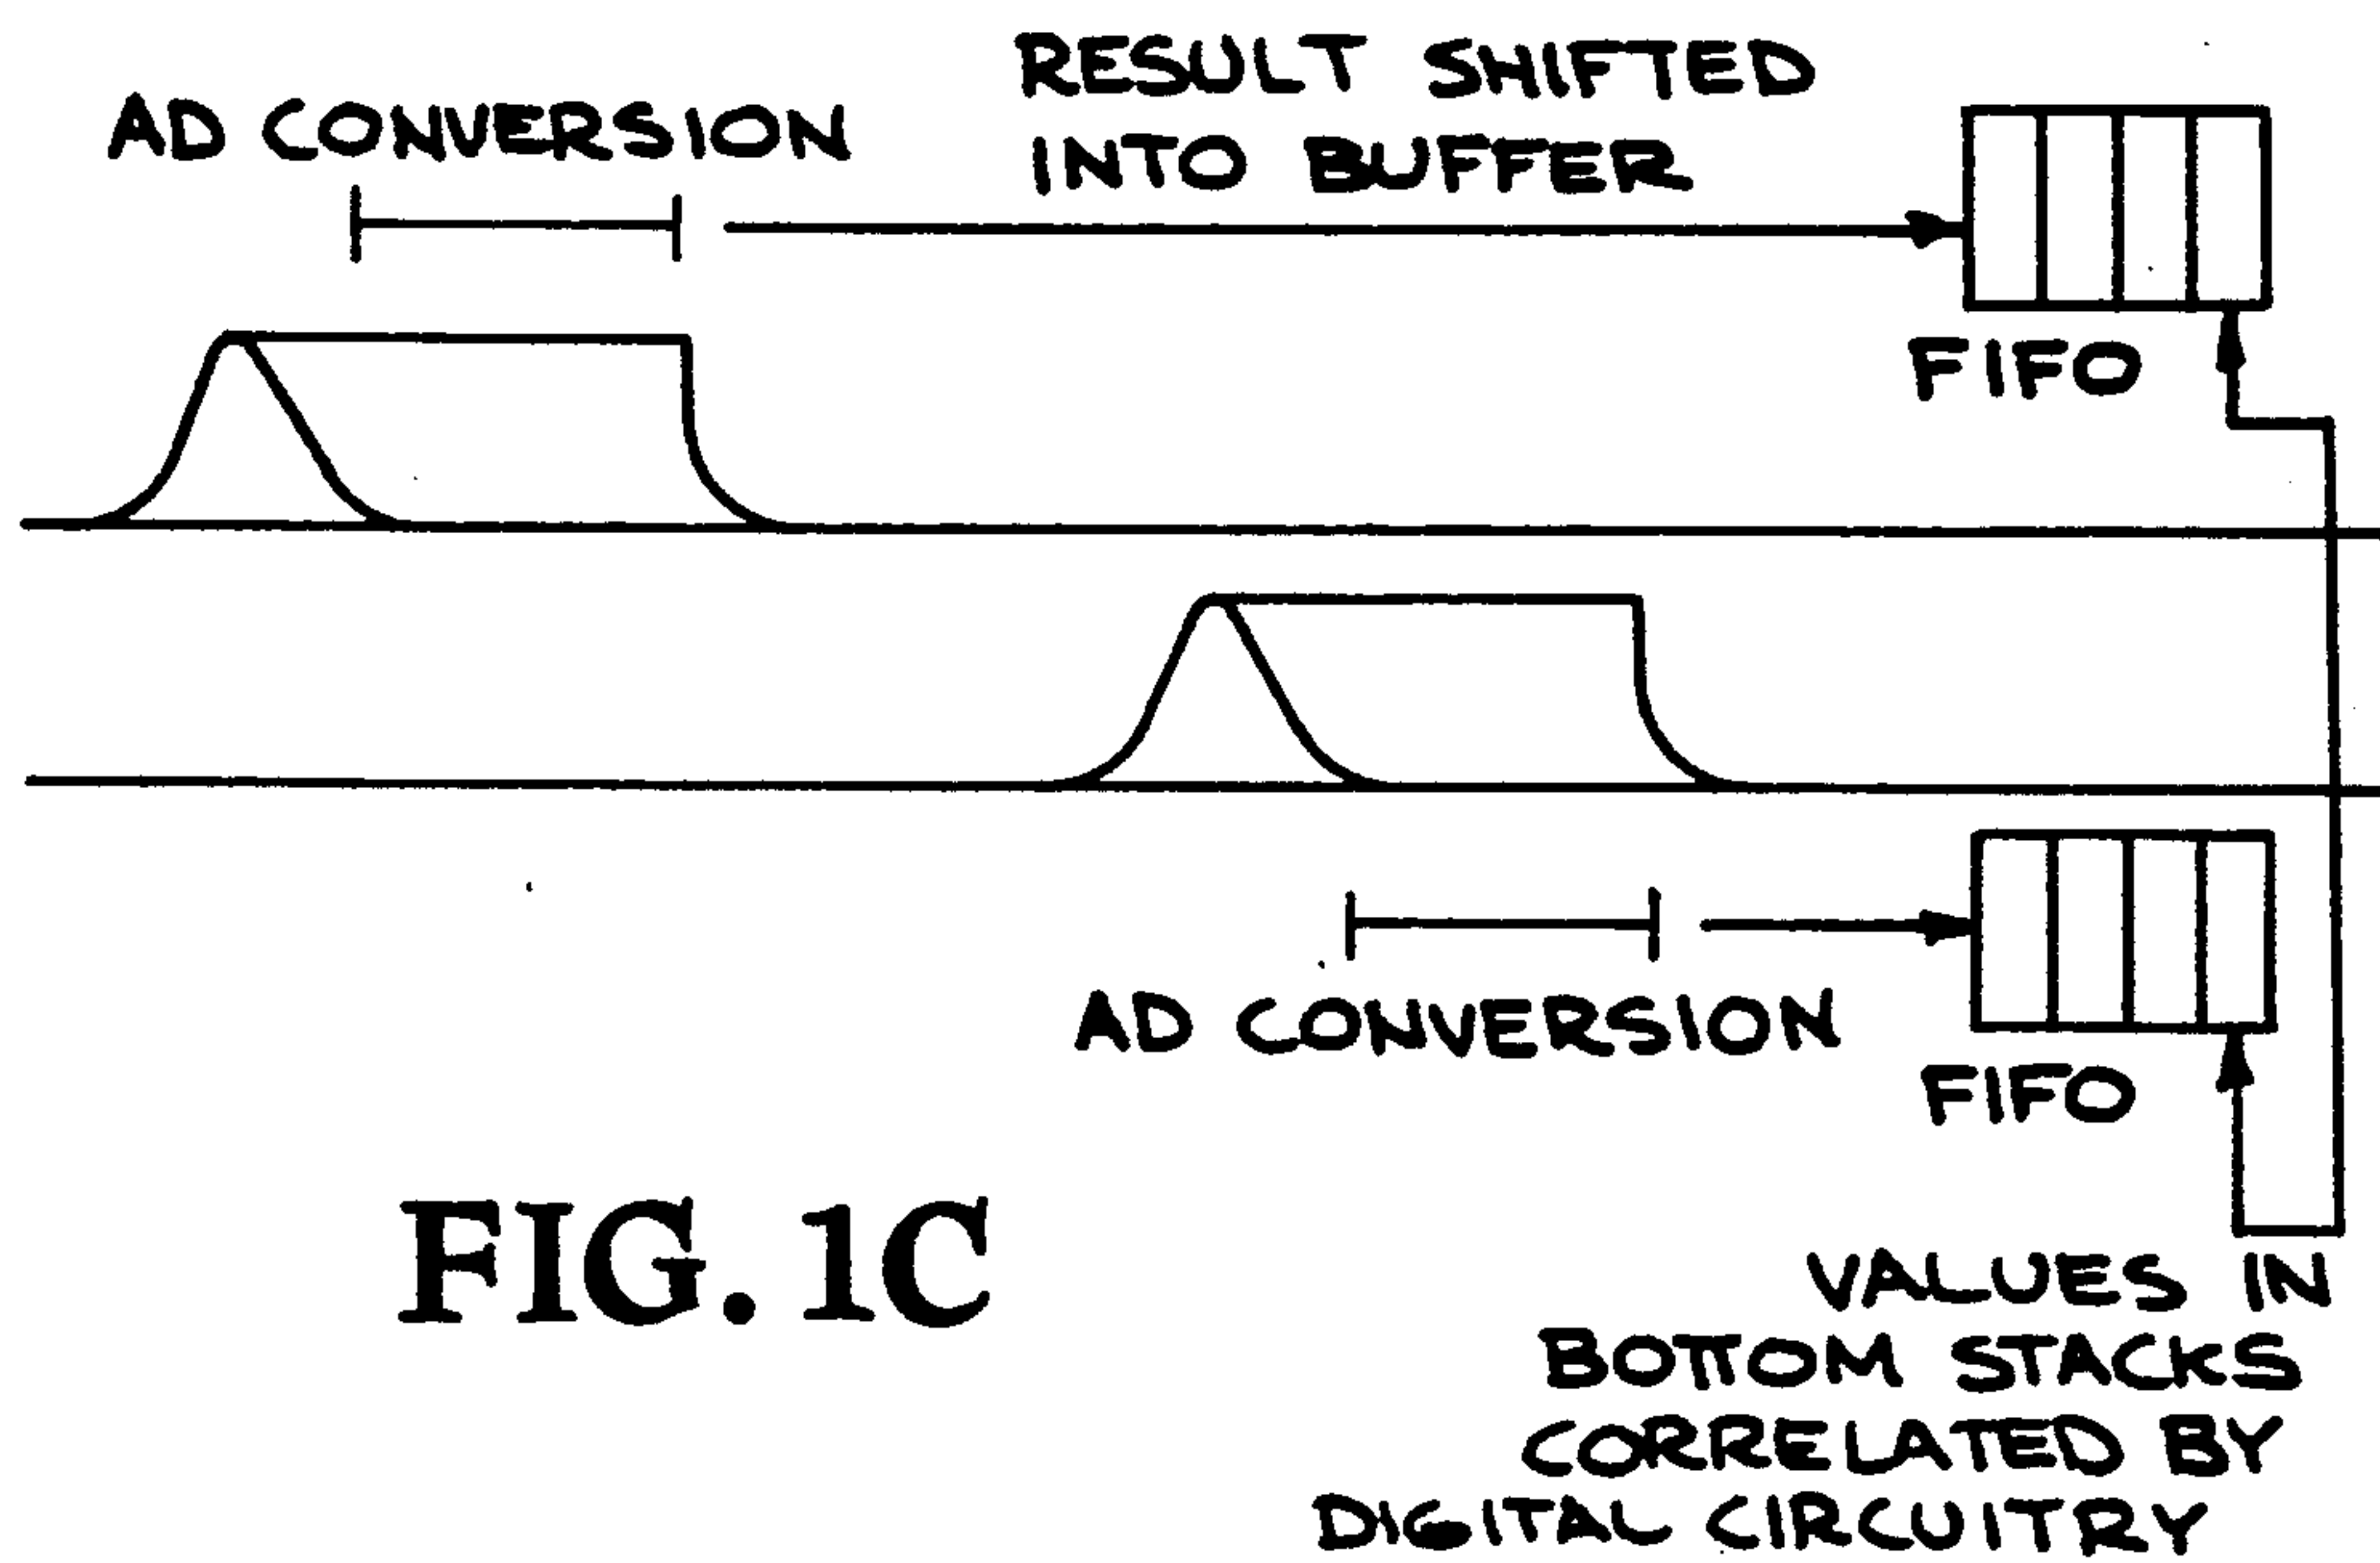 AD CONVERSION
RESULT SHIFTED
INTO BUFFER
FIFO
AD CONVERSION
FIFO
FIG. 1C
VALUES IN
BOTTOM STACKS
CORRELATED BY
DIGITAL CIRCUITRY